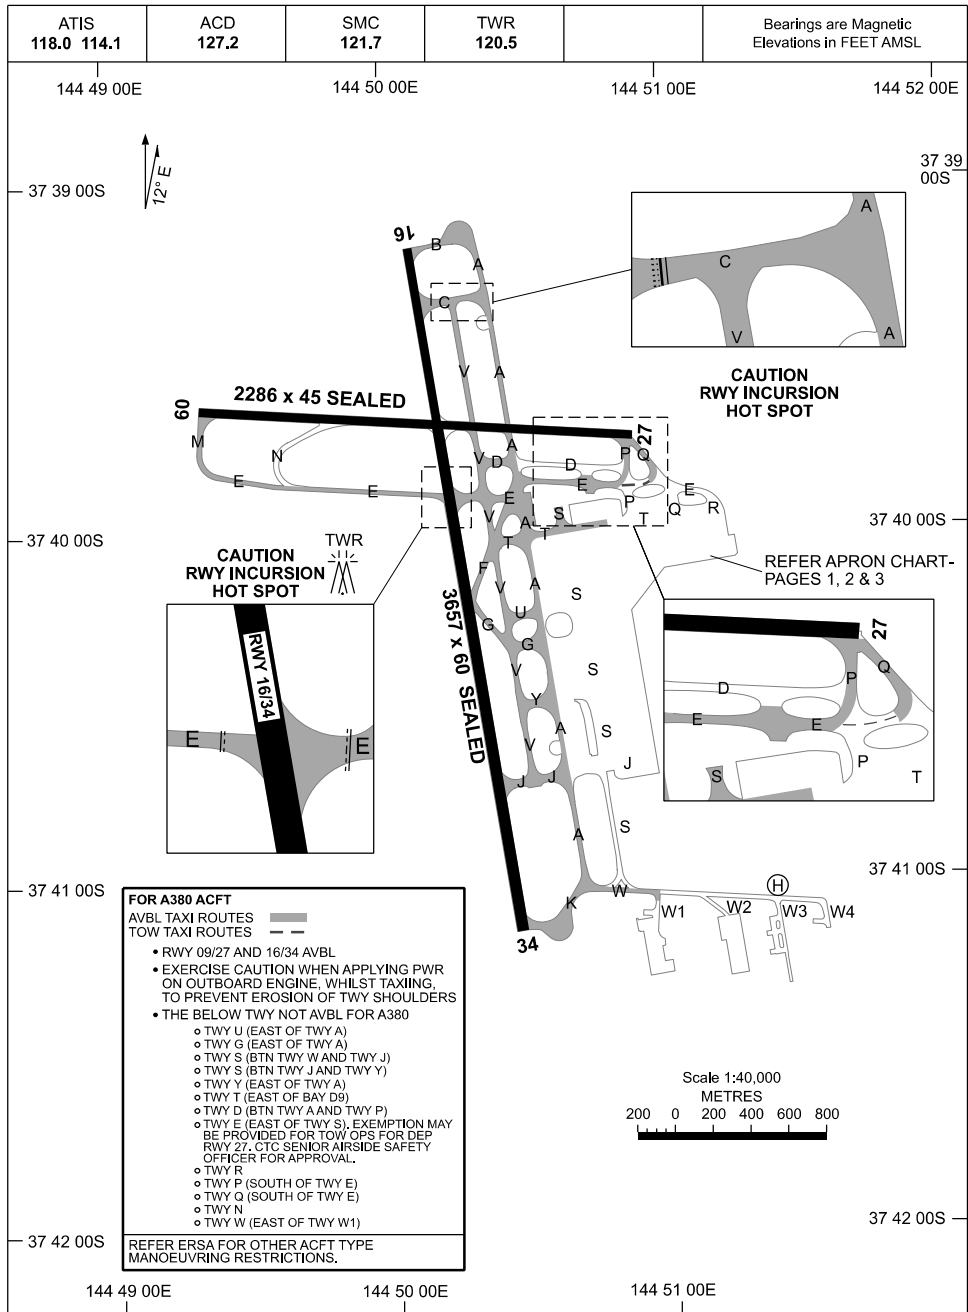 ATIS
118.0 114.1
ACD
127.2
SMC
121.7
TWR
120.5
Bearings are Magnetic
Elevations in FEET AMSL
144 49 00E
144 50 00E
144 51 00E
144 52 00E
37 39 00S
37 39
00S
12° E
16
B
A
C
V
A
A
C
V
A
CAUTION
RWY INCURSION
HOT SPOT
2286 x 45 SEALED
09
27
M
N
E
E
V
D
A
D
P
Q
E
E
E
P
Q
R
S
T
V
A
T
T
37 40 00S
37 40 00S
CAUTION
RWY INCURSION
HOT SPOT
TWR
REFER APRON CHART-
PAGES 1, 2 & 3
F
V
A
S
U
G
G
V
S
Y
A
V
S
J
J
J
S
A
3657 x 60 SEALED
RWY 16/34
E
E
27
P
Q
D
E
E
P
S
T
37 41 00S
37 41 00S
K
W
H
W1
W2
W3
W4
34
FOR A380 ACFT
AVBL TAXI ROUTES
TOW TAXI ROUTES
• RWY 09/27 AND 16/34 AVBL
• EXERCISE CAUTION WHEN APPLYING PWR
ON OUTBOARD ENGINE, WHILST TAXIING,
TO PREVENT EROSION OF TWY SHOULDERS
• THE BELOW TWY NOT AVBL FOR A380
o TWY U (EAST OF TWY A)
o TWY G (EAST OF TWY A)
o TWY S (BTN TWY W AND TWY J)
o TWY S (BTN TWY J AND TWY Y)
o TWY Y (EAST OF TWY A)
o TWY T (EAST OF BAY D9)
o TWY D (BTN TWY A AND TWY P)
o TWY E (EAST OF TWY S). EXEMPTION MAY
BE PROVIDED FOR TOW OPS FOR DEP
RWY 27. CTC SENIOR AIRSIDE SAFETY
OFFICER FOR APPROVAL.
o TWY R
o TWY P (SOUTH OF TWY E)
o TWY Q (SOUTH OF TWY E)
o TWY N
o TWY W (EAST OF TWY W1)
REFER ERSA FOR OTHER ACFT TYPE
MANOEUVRING RESTRICTIONS.
Scale 1:40,000
METRES
200 0 200 400 600 800
37 42 00S
37 42 00S
144 49 00E
144 50 00E
144 51 00E